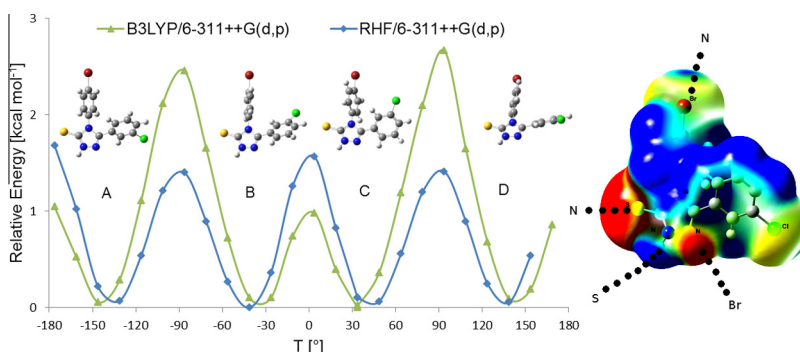 B3LYP/6-311++G(d,p) RHF/6-311++G(d,p)
Relative Energy [kcal mol-1]
3
2
1
0
A B C D
-180 -150 -120 -90 -60 -30 0 30 60 90 120 150 180
T [°]
N
Br
N
S
N
N
Cl
S
Br